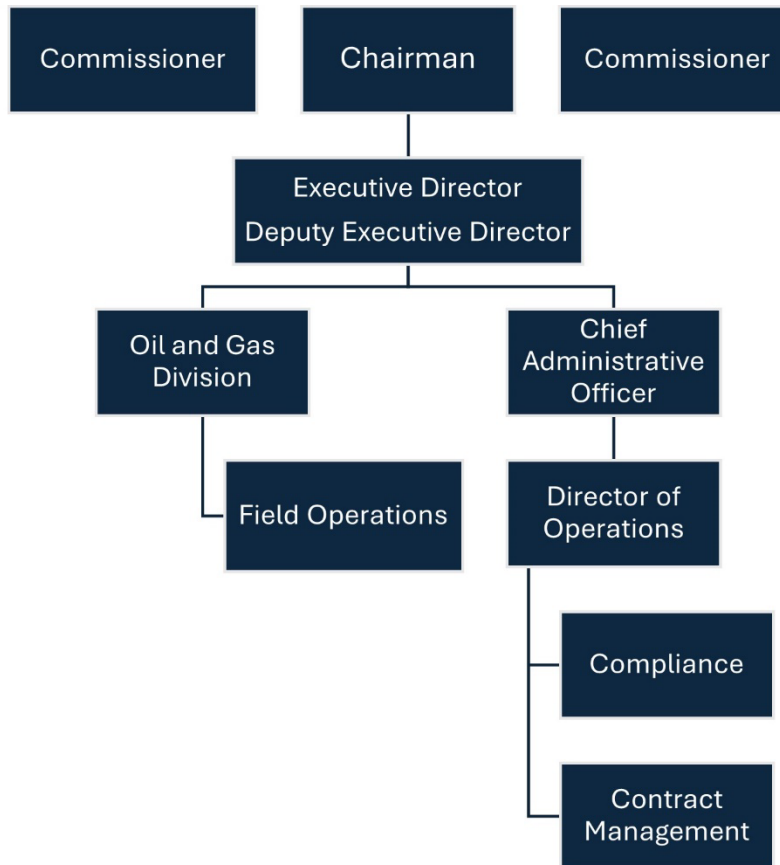 Commissioner
Chairman
Commissioner
Executive Director
Deputy Executive Director
Oil and Gas
Division
Chief
Administrative
Officer
Field Operations
Director of
Operations
Compliance
Contract
Management